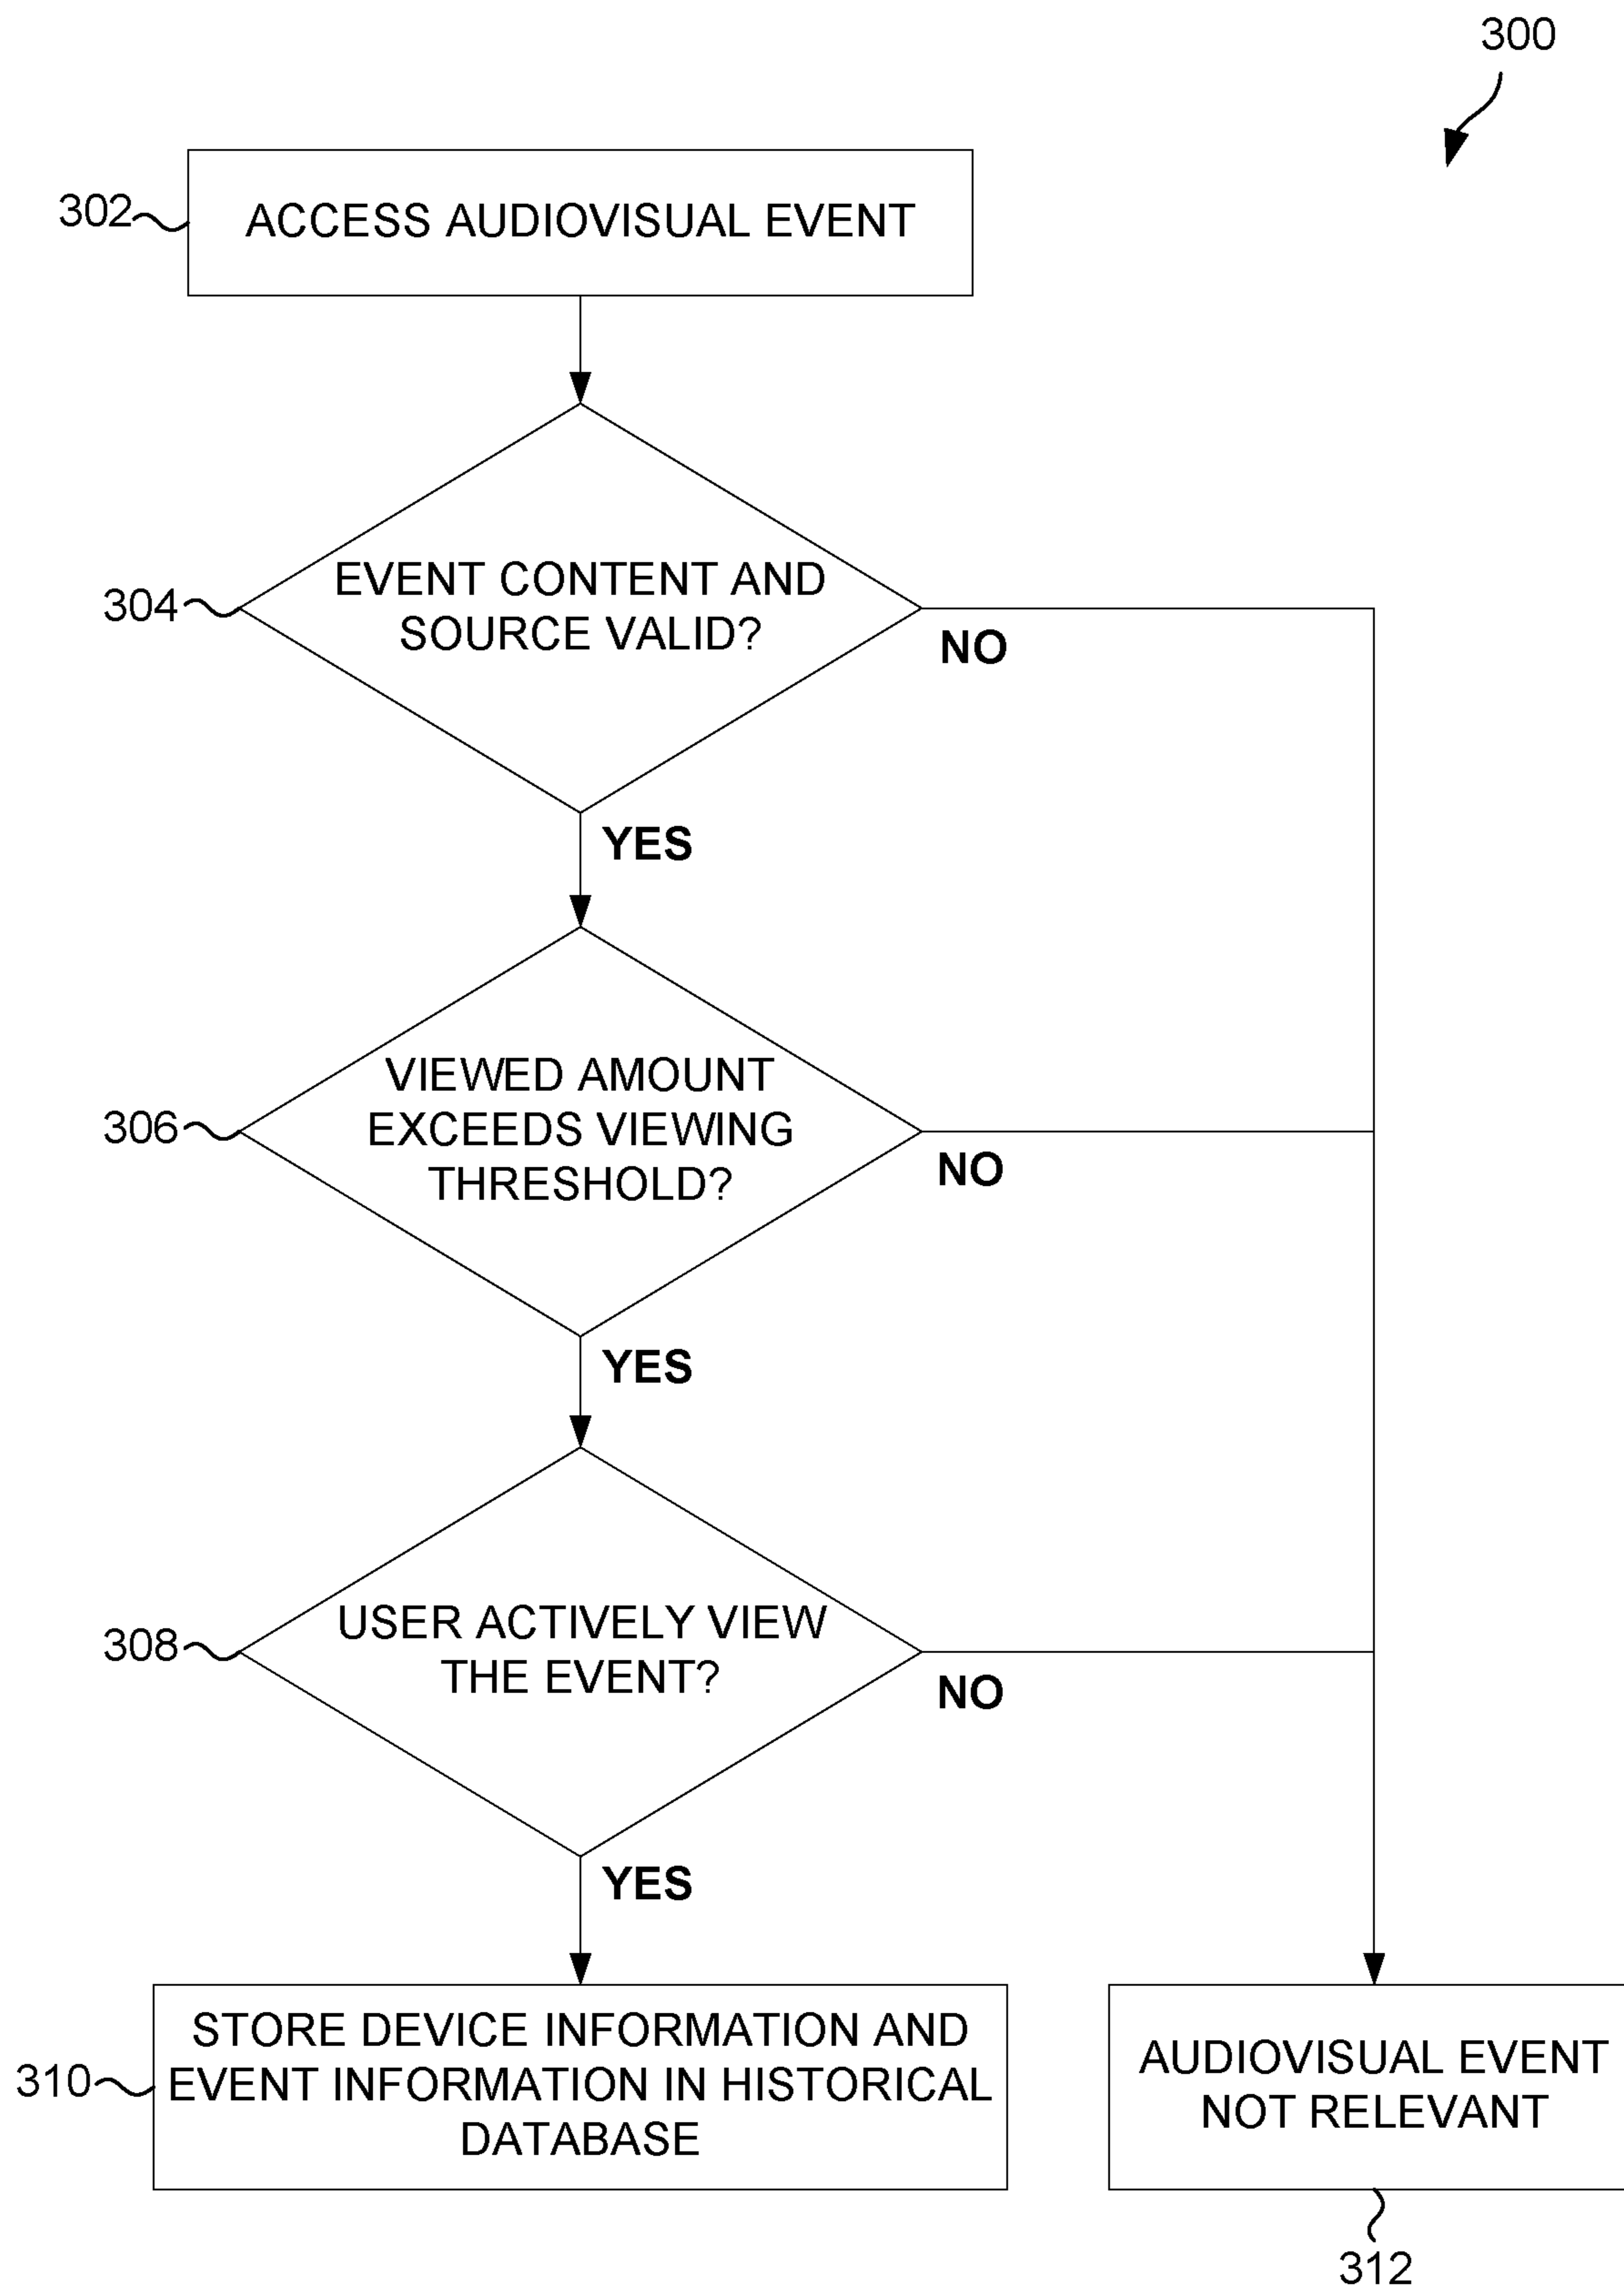 300
302
ACCESS AUDIOVISUAL EVENT
304
EVENT CONTENT AND
SOURCE VALID?
NO
YES
306
VIEWED AMOUNT
EXCEEDS VIEWING
THRESHOLD?
NO
YES
308
USER ACTIVELY VIEW
THE EVENT?
NO
YES
310
STORE DEVICE INFORMATION AND
EVENT INFORMATION IN HISTORICAL
DATABASE
AUDIOVISUAL EVENT
NOT RELEVANT
312